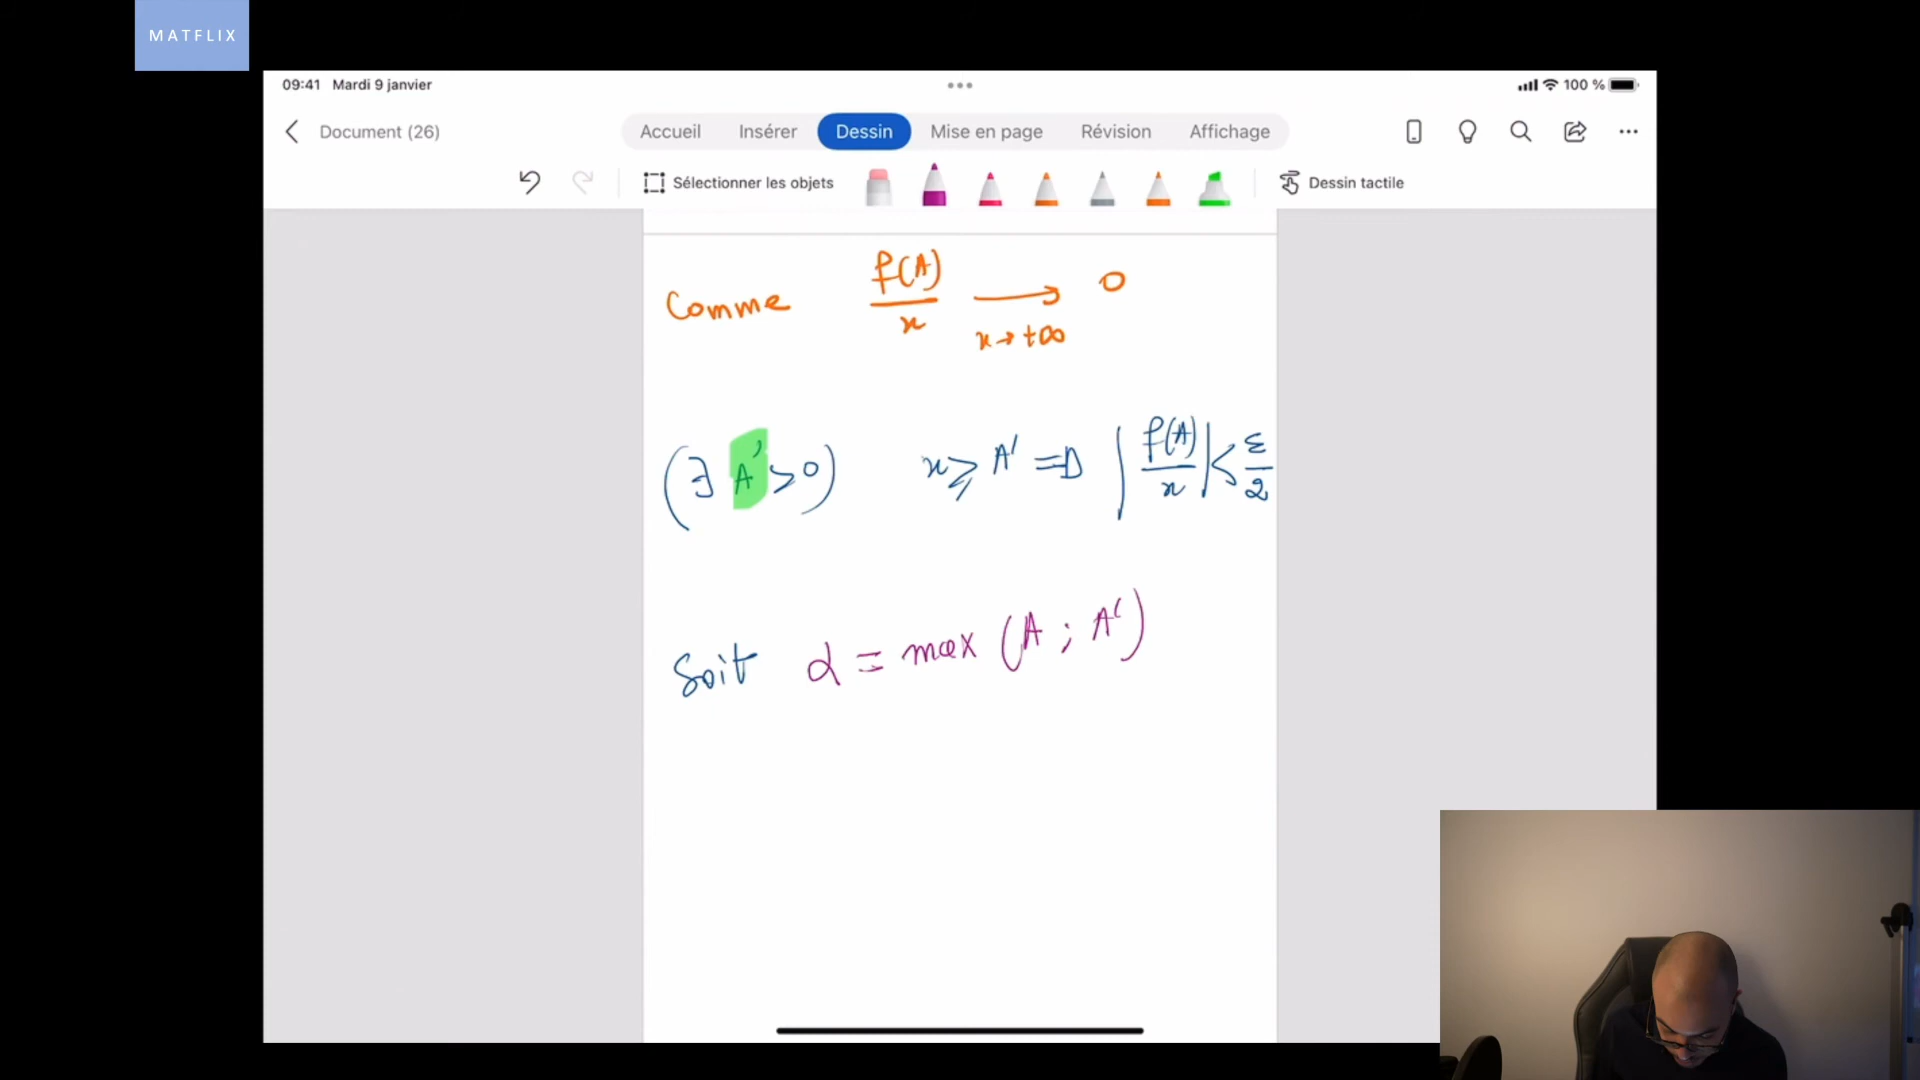 MATFLIX
09:41 Mardi 9 janvier
100 %
Document (26)
Accueil Insérer Dessin Mise en page Révision Affichage
Sélectionner les objets
Dessin tactile
Comme f(A)/x → 0
x→+∞
(∃ A' > 0) x ⩾ A' ⇒ |f(A)/x| < ε/2
Soit α = max (A ; A')